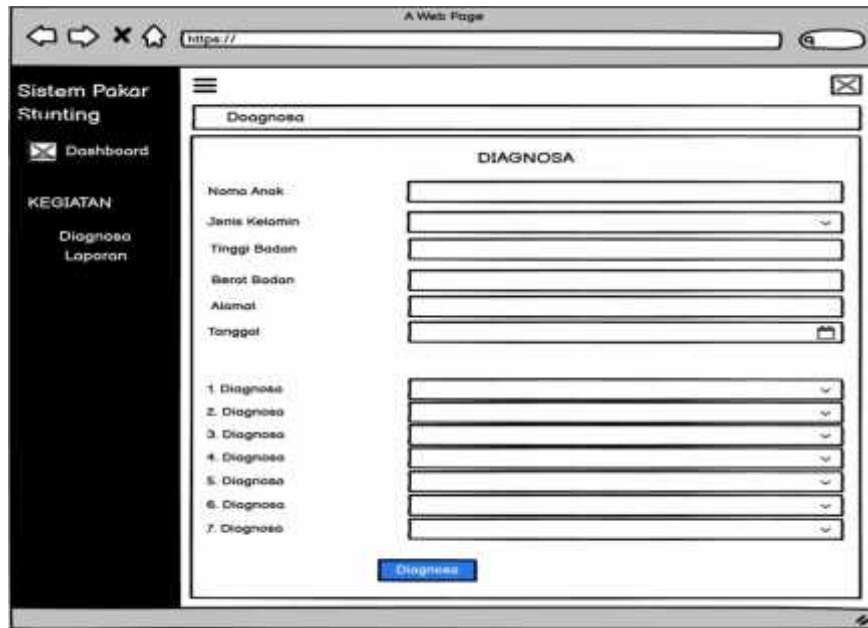 A Web Page
https://
Sistem Pakar
Stunting
Dashboard
KEGIATAN
Diagnosa
Laporan
Doagnosa
DIAGNOSA
Nama Anak
Jenis Kelamin
Tinggi Badan
Berat Badan
Alamat
Tanggal
1. Diagnosa
2. Diagnosa
3. Diagnosa
4. Diagnosa
5. Diagnosa
6. Diagnosa
7. Diagnosa
Diagnosa